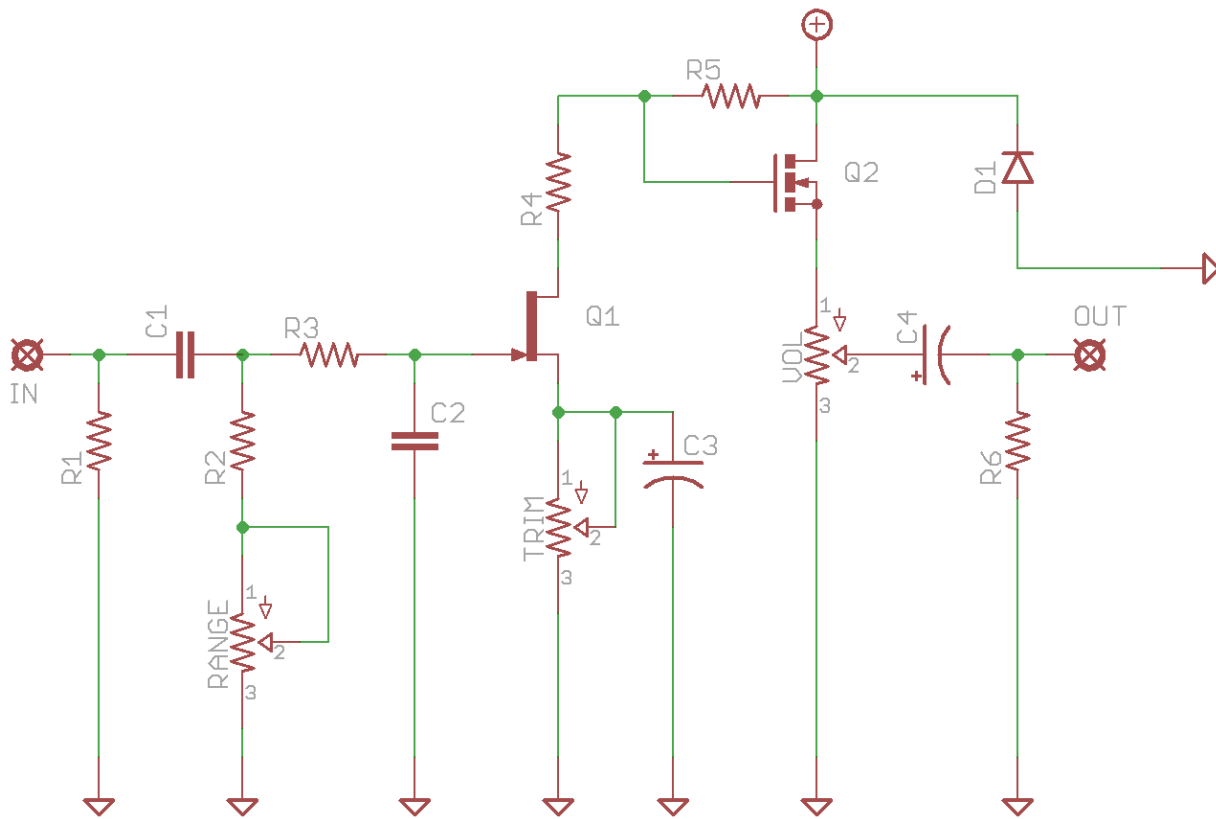 R5
Q2
D1
R4
Q1
C1
R3
1
VOL
2
3
C4
+
OUT
IN
R1
R2
C2
+
C3
1
TRIM
2
3
R6
1
RANGE
2
3